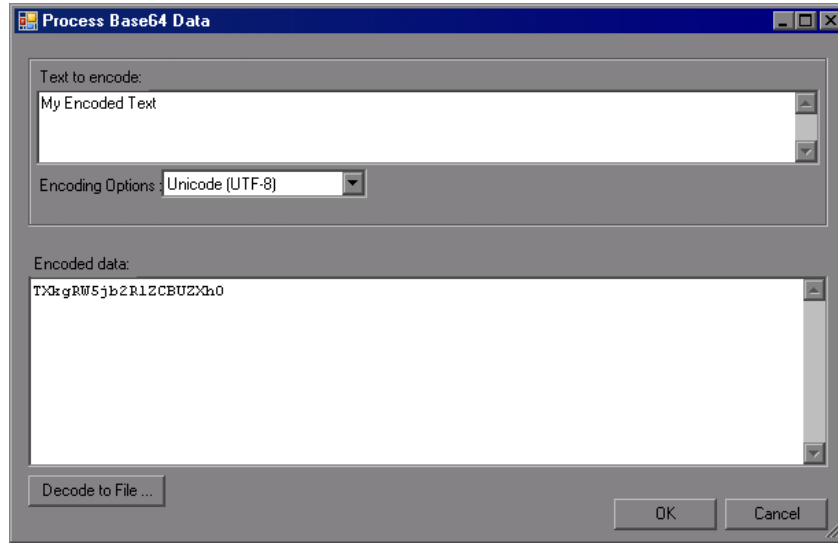 Process Base64 Data
Text to encode:
My Encoded Text
Encoding Options : Unicode (UTF-8)
Encoded data:
TXkgRW5jb2RlZCBUZXh0
Decode to File ...
OK Cancel